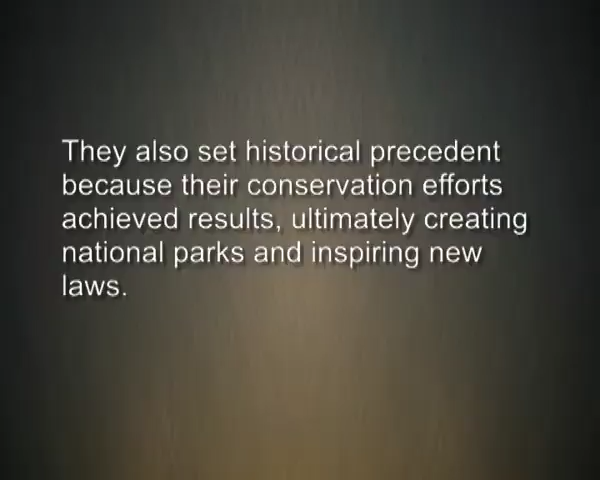 They also set historical precedent
because their conservation efforts
achieved results, ultimately creating
national parks and inspiring new
laws.